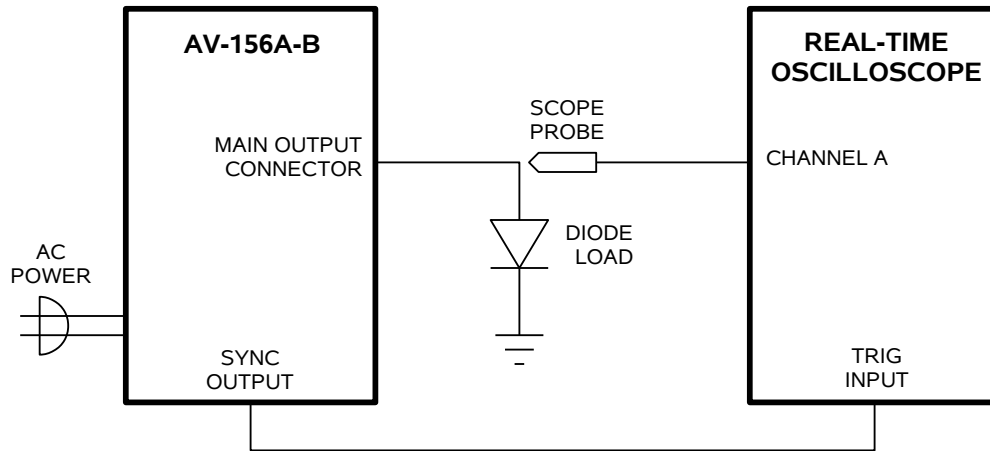 AV-156A-B
REAL-TIME
OSCILLOSCOPE
SCOPE
PROBE
MAIN OUTPUT
CONNECTOR
CHANNEL A
DIODE
LOAD
AC
POWER
SYNC
OUTPUT
TRIG
INPUT